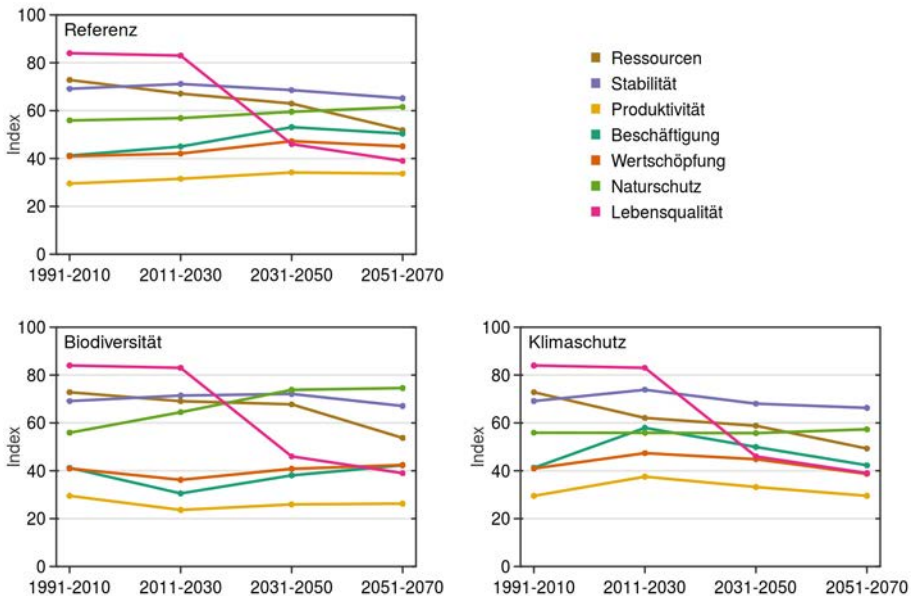 Referenz
Index
100
80
60
40
20
0
1991-2010 2011-2030 2031-2050 2051-2070
Ressourcen
Stabilität
Produktivität
Beschäftigung
Wertschöpfung
Naturschutz
Lebensqualität
Biodiversität
Index
100
80
60
40
20
0
1991-2010 2011-2030 2031-2050 2051-2070
Klimaschutz
Index
100
80
60
40
20
0
1991-2010 2011-2030 2031-2050 2051-2070